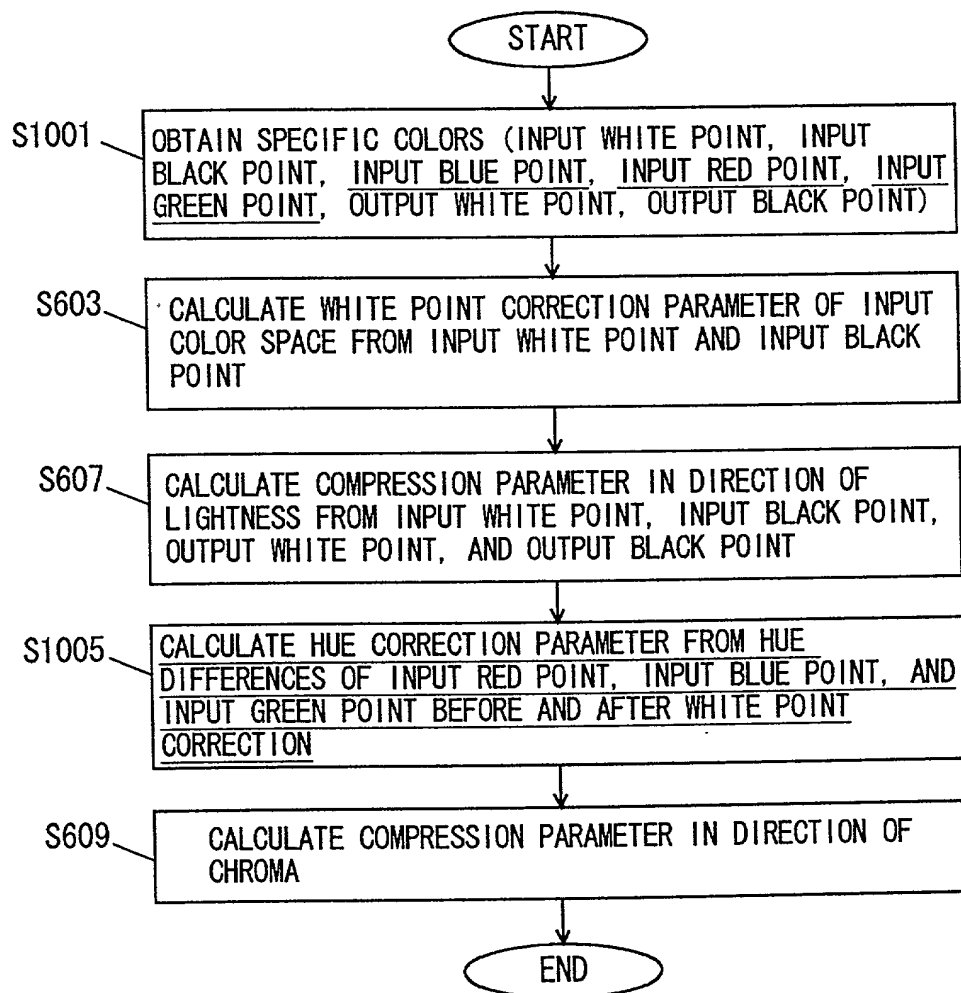 START
S1001
OBTAIN SPECIFIC COLORS (INPUT WHITE POINT, INPUT
BLACK POINT, INPUT BLUE POINT, INPUT RED POINT, INPUT
GREEN POINT, OUTPUT WHITE POINT, OUTPUT BLACK POINT)
S603
CALCULATE WHITE POINT CORRECTION PARAMETER OF INPUT
COLOR SPACE FROM INPUT WHITE POINT AND INPUT BLACK
POINT
S607
CALCULATE COMPRESSION PARAMETER IN DIRECTION OF
LIGHTNESS FROM INPUT WHITE POINT, INPUT BLACK POINT,
OUTPUT WHITE POINT, AND OUTPUT BLACK POINT
S1005
CALCULATE HUE CORRECTION PARAMETER FROM HUE
DIFFERENCES OF INPUT RED POINT, INPUT BLUE POINT, AND
INPUT GREEN POINT BEFORE AND AFTER WHITE POINT
CORRECTION
S609
CALCULATE COMPRESSION PARAMETER IN DIRECTION OF
CHROMA
END